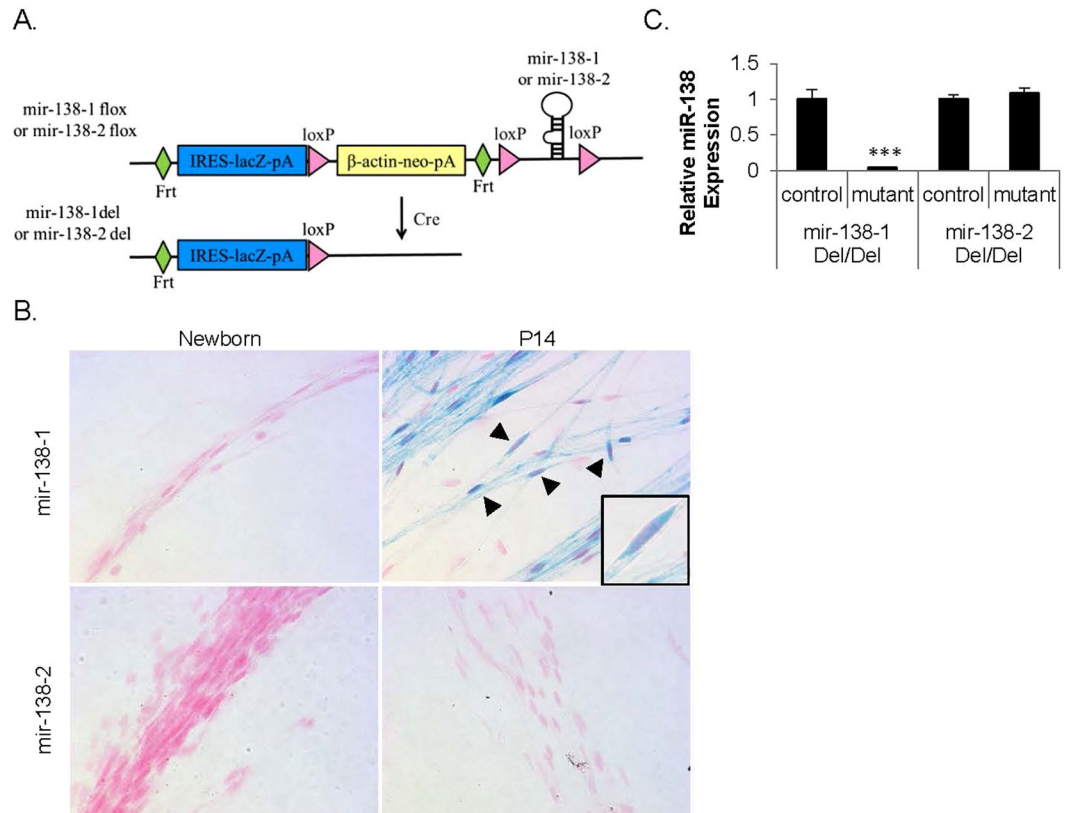 A.
mir-138-1 flox
or mir-138-2 flox
IRES-lacZ-pA
loxP
β-actin-neo-pA
loxP
mir-138-1
or mir-138-2
loxP
Frt
Frt
Cre
mir-138-1del
or mir-138-2 del
IRES-lacZ-pA
loxP
Frt
C.
Relative miR-138
Expression
1.5
1
0.5
0
***
control
mutant
control
mutant
mir-138-1
Del/Del
mir-138-2
Del/Del
B.
Newborn
P14
mir-138-1
mir-138-2